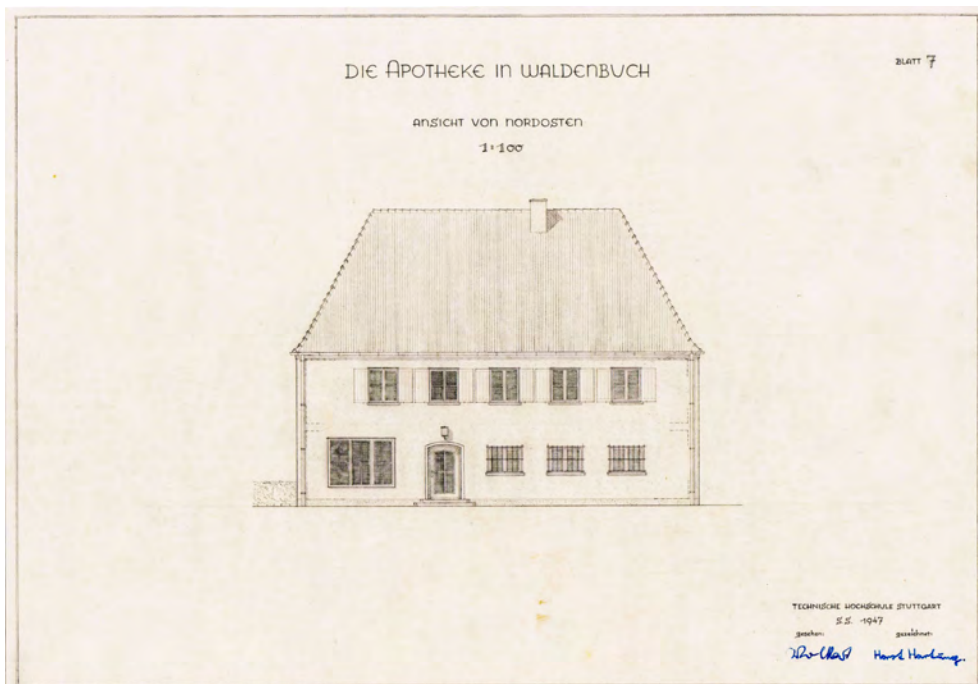 DIE APOTHEKE IN WALDENBUCH
BLATT 7
ANSICHT VON NORDOSTEN
1:100
TECHNISCHE HOCHSCHULE STUTTGART
S.S. 1947
gesehen: gezeichnet:
Horst Hartung.